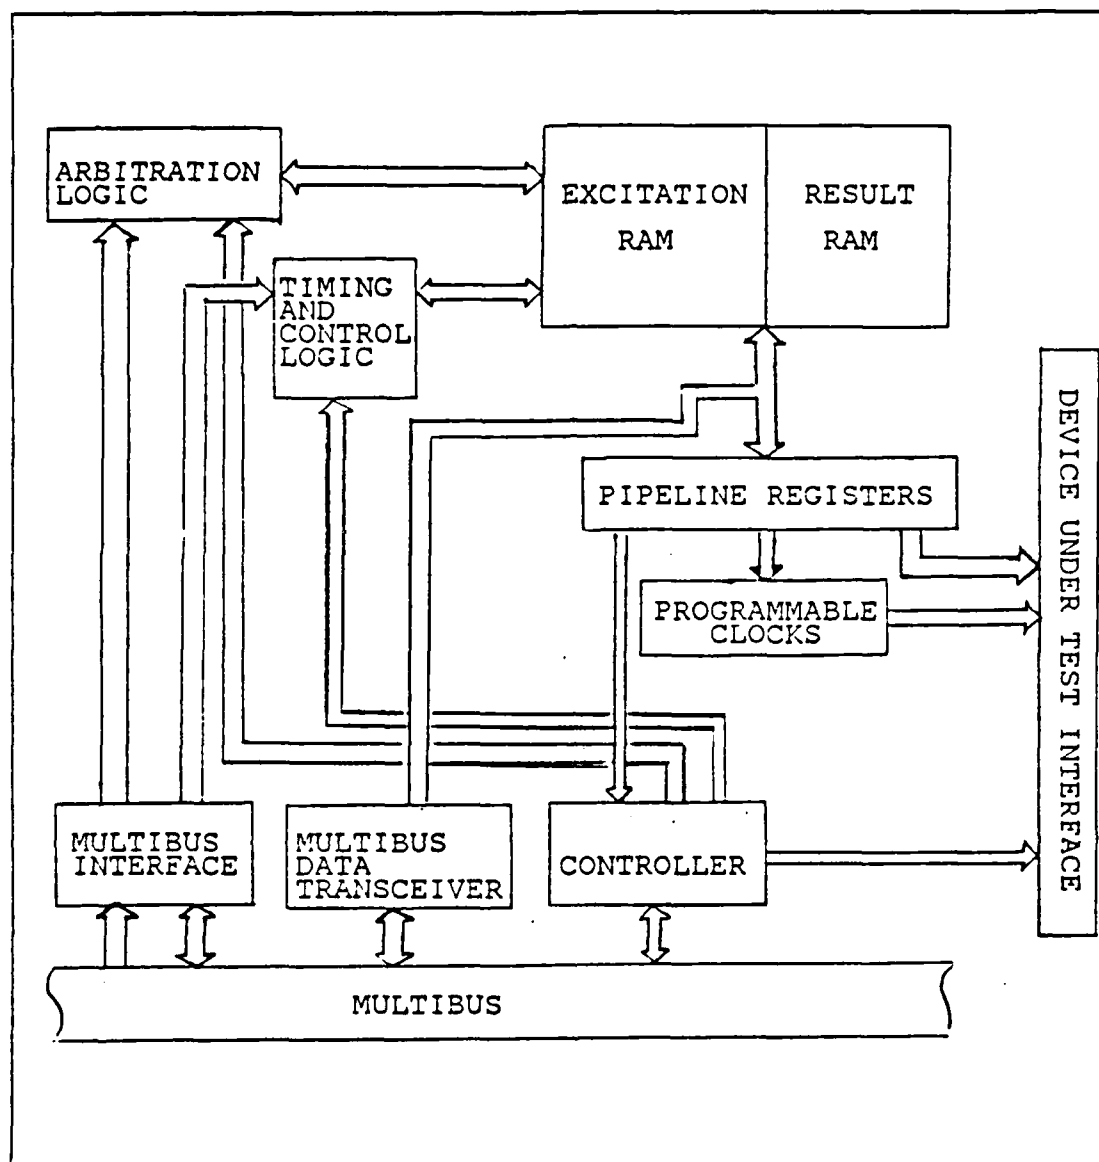 ARBITRATION
LOGIC
EXCITATION
RAM
RESULT
RAM
TIMING
AND
CONTROL
LOGIC
PIPELINE REGISTERS
PROGRAMMABLE
CLOCKS
DEVICE UNDER TEST INTERFACE
MULTIBUS
INTERFACE
MULTIBUS
DATA
TRANSCEIVER
CONTROLLER
MULTIBUS